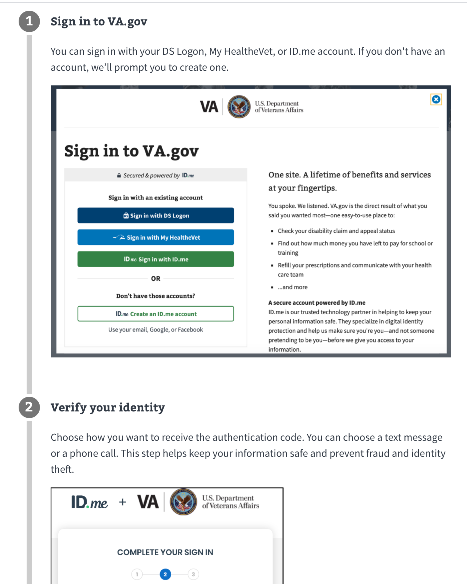 1
Sign in to VA.gov
You can sign in with your DS Logon, My HealtheVet, or ID.me account. If you don't have an
account, we'll prompt you to create one.
VA
U.S. Department
of Veterans Affairs
Sign in to VA.gov
Secured & powered by ID.me
Sign in with an existing account
Sign in with DS Logon
Sign in with My HealtheVet
ID.me Sign in with ID.me
OR
Don't have those accounts?
ID.me Create an ID.me account
Use your email, Google, or Facebook
One site. A lifetime of benefits and services
at your fingertips.
You spoke. We listened. VA.gov is the direct result of what you
said you wanted most—one easy-to-use place to:
• Check your disability claim and appeal status
• Find out how much money you have left to pay for school or
training
• Refill your prescriptions and communicate with your health
care team
• ...and more
A secure account powered by ID.me
ID.me is our trusted technology partner in helping to keep your
personal information safe. They specialize in digital identity
protection and help us make sure you're you—and not someone
pretending to be you—before we give you access to your
information.
2
Verify your identity
Choose how you want to receive the authentication code. You can choose a text message
or a phone call. This step helps keep your information safe and prevent fraud and identity
theft.
ID.me + VA
U.S. Department
of Veterans Affairs
COMPLETE YOUR SIGN IN
1 2 3